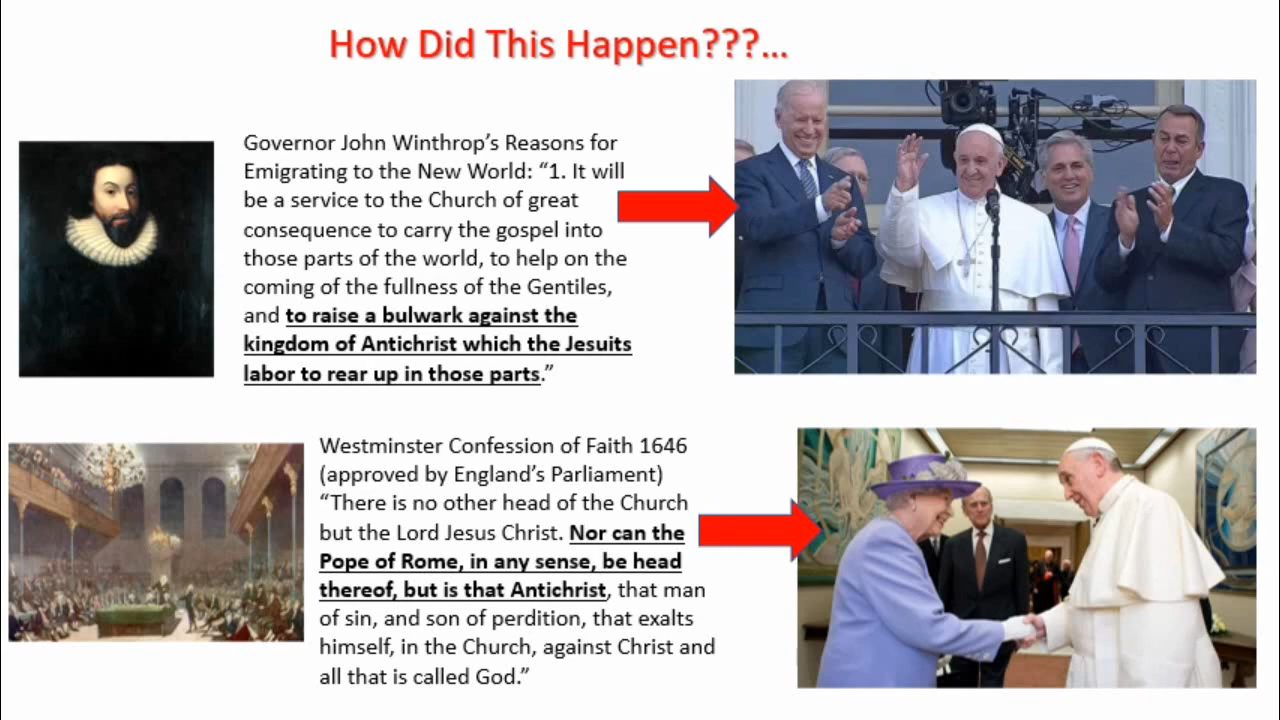 How Did This Happen???...
Governor John Winthrop’s Reasons for
Emigrating to the New World: “1. It will
be a service to the Church of great
consequence to carry the gospel into
those parts of the world, to help on the
coming of the fullness of the Gentiles,
and to raise a bulwark against the
kingdom of Antichrist which the Jesuits
labor to rear up in those parts.”
Westminster Confession of Faith 1646
(approved by England’s Parliament)
“There is no other head of the Church
but the Lord Jesus Christ. Nor can the
Pope of Rome, in any sense, be head
thereof, but is that Antichrist, that man
of sin, and son of perdition, that exalts
himself, in the Church, against Christ and
all that is called God.”